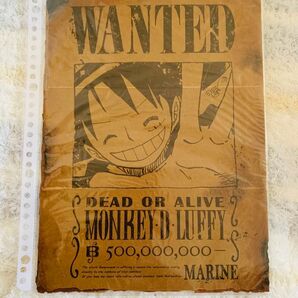 WANTED
DEAD OR ALIVE
MONKEY·D·LUFFY
฿ 500,000,000—
MARINE